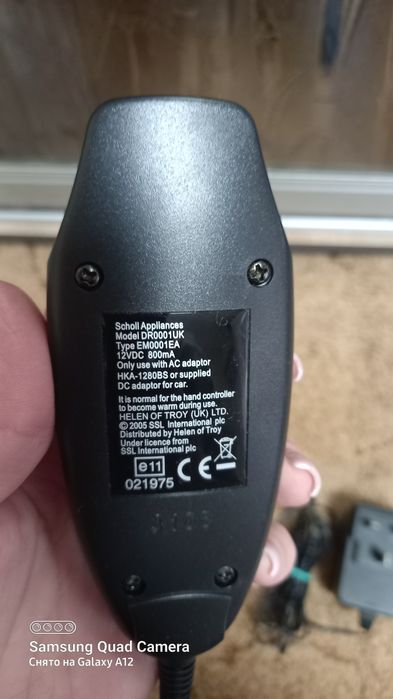 Scholl Appliances
Model DR0001UK
Type EM0001EA
12VDC 800mA
Only use with AC adaptor
HKA-1280BS or supplied
DC adaptor for car.
It is normal for the hand controller
to become warm during use.
HELEN OF TROY (UK) LTD.
© 2005 SSL International plc
Distributed by Helen of Troy
Under licence from
SSL International plc
e11
CE
021975
Samsung Quad Camera
Снято на Galaxy A12